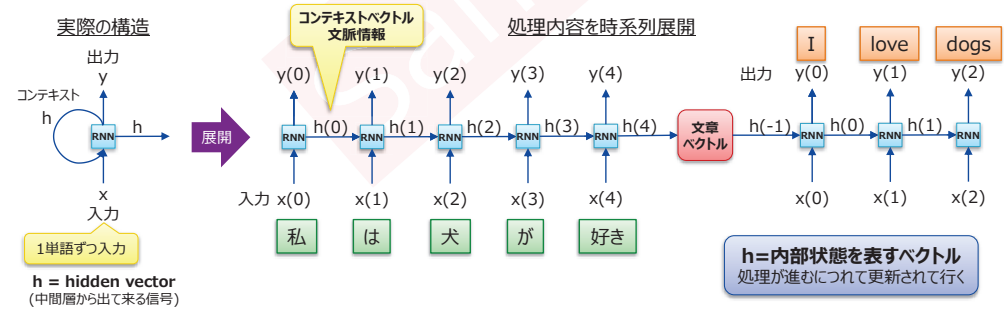 実際の構造
出力
y
コンテキスト
h
RNN
h
x
入力
1単語ずつ入力
h = hidden vector
(中間層から出て来る信号)
展開
コンテキストベクトル
文脈情報
処理内容を時系列展開
y(0) y(1) y(2) y(3) y(4)
RNN h(0) RNN h(1) RNN h(2) RNN h(3) RNN h(4)
入力 x(0) x(1) x(2) x(3) x(4)
私 は 犬 が 好き
文章
ベクトル
I love dogs
出力 y(0) y(1) y(2)
h(-1) RNN h(0) RNN h(1) RNN
x(0) x(1) x(2)
h=内部状態を表すベクトル
処理が進むにつれて更新されて行く